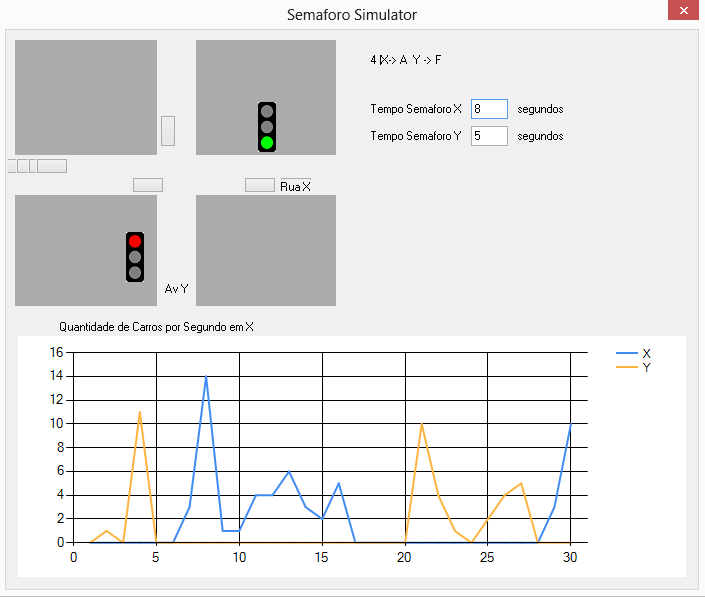 Semaforo Simulator
4 X-> A Y -> F
Tempo Semaforo X 8 segundos
Tempo Semaforo Y 5 segundos
Rua X
Av Y
Quantidade de Carros por Segundo em X
16
14
12
10
8
6
4
2
0
0 5 10 15 20 25 30
X
Y